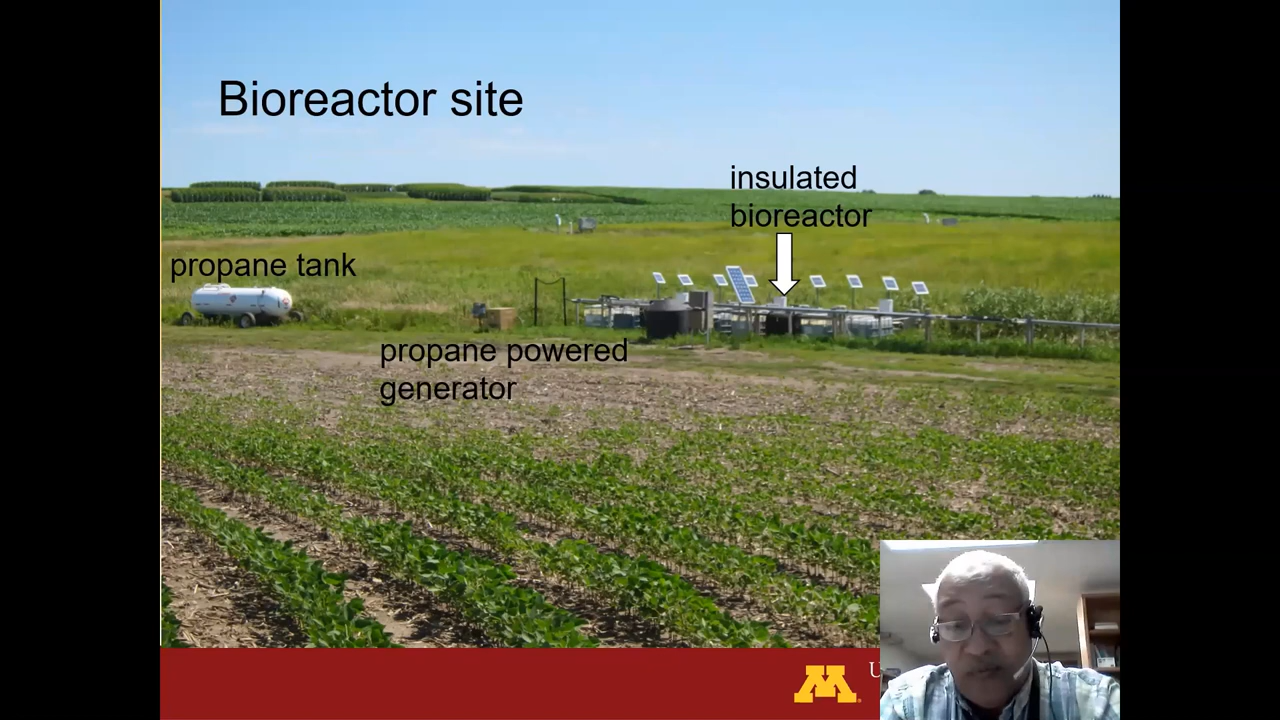 Bioreactor site
insulated
bioreactor
propane tank
propane powered
generator
M
U